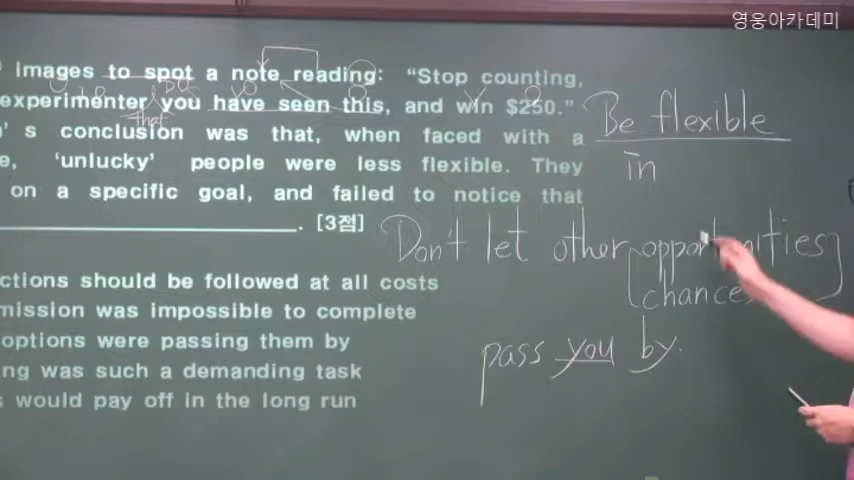 영웅아카데미
images to spot a note reading: “Stop counting,
experimenter you have seen this, and win $250.”
that
's conclusion was that, when faced with a
e, ‘unlucky’ people were less flexible. They
on a specific goal, and failed to notice that
. [3점]
ctions should be followed at all costs
mission was impossible to complete
options were passing them by
ng was such a demanding task
s would pay off in the long run
Be flexible
in
Don't let other opportunities
chances
pass you by.